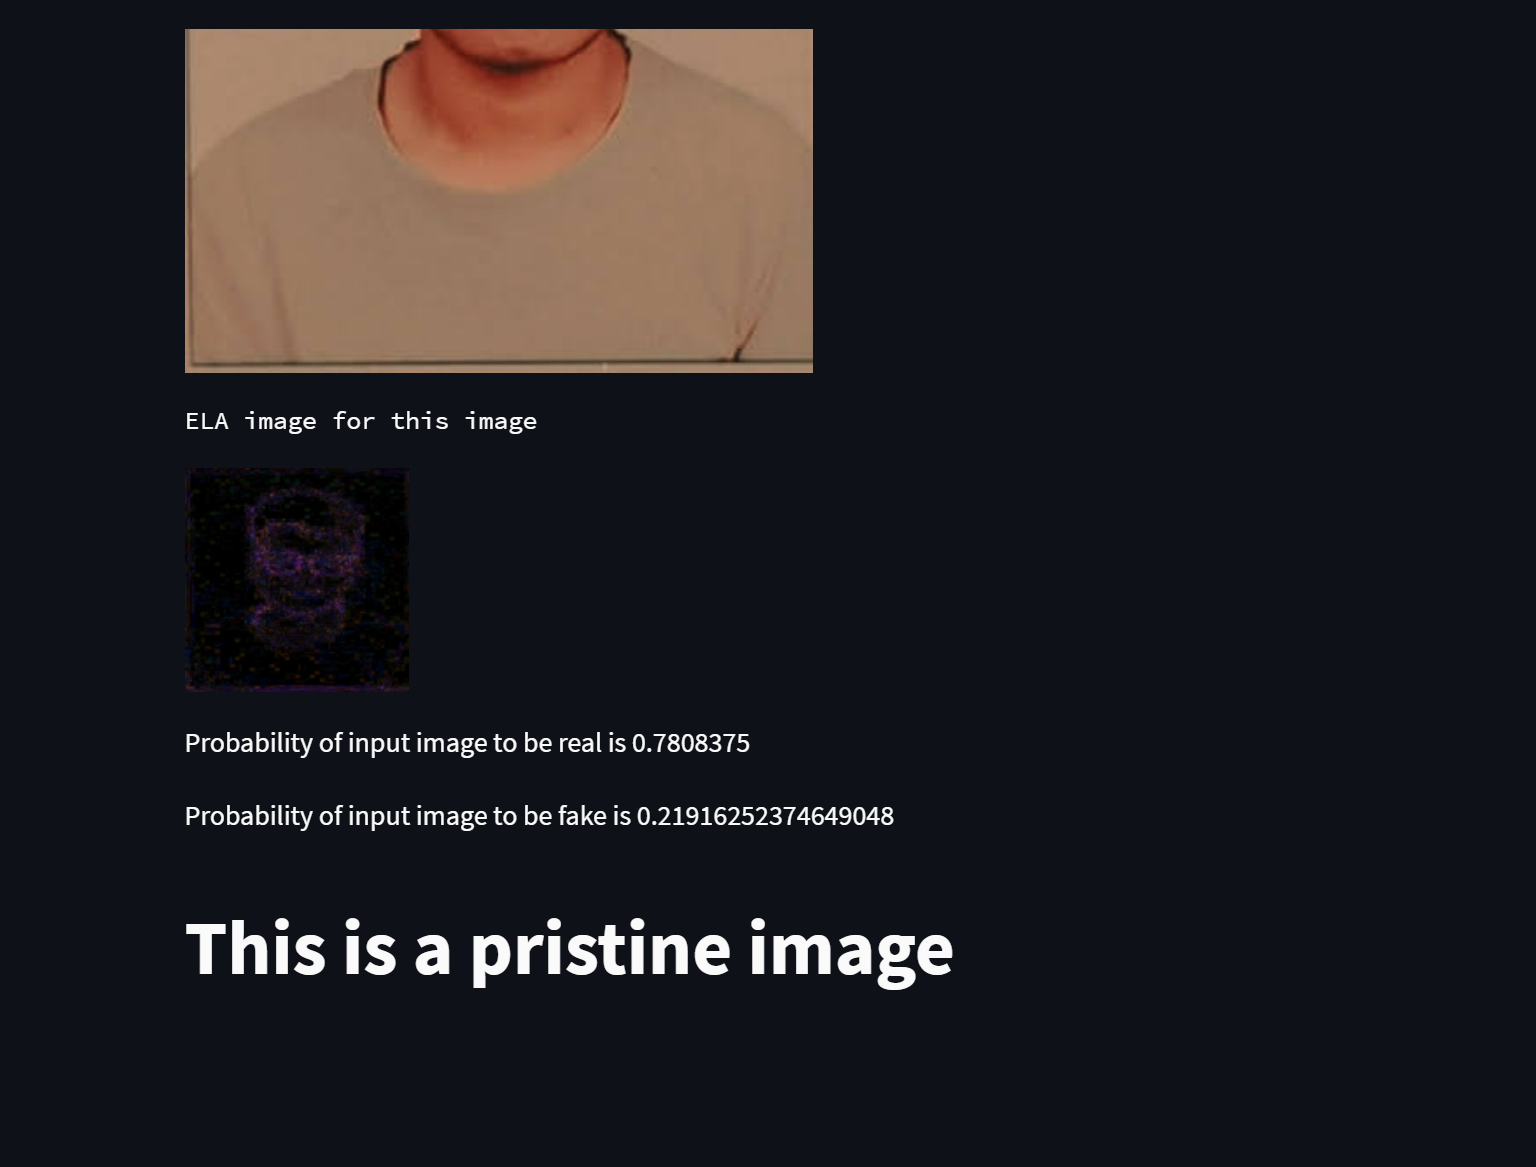 ELA image for this image
Probability of input image to be real is 0.7808375
Probability of input image to be fake is 0.21916252374649048
This is a pristine image